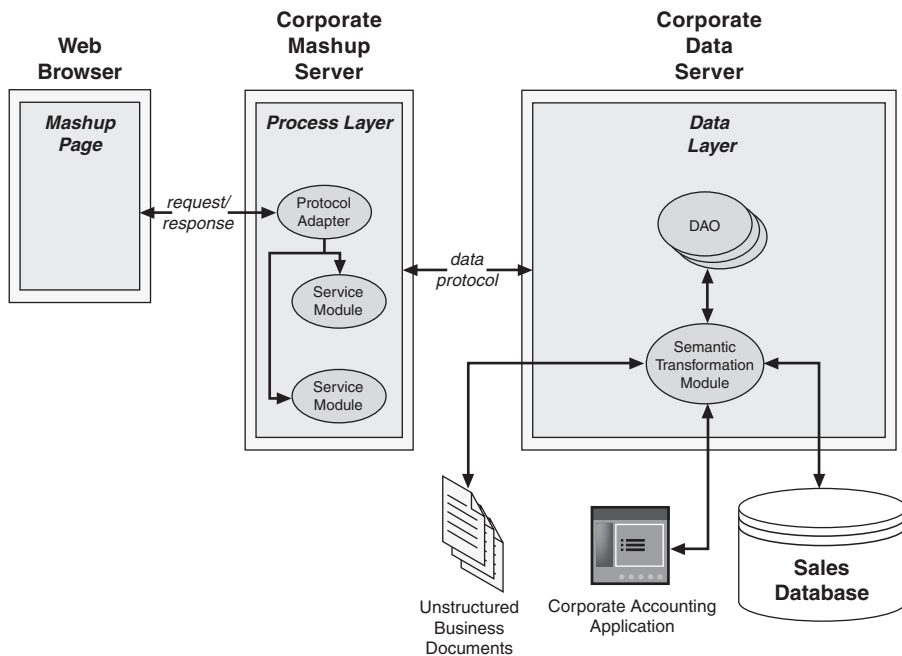 Web
Browser
Corporate
Mashup
Server
Corporate
Data
Server
Mashup
Page
Process Layer
Data
Layer
request/
response
Protocol
Adapter
Service
Module
Service
Module
data
protocol
DAO
Semantic
Transformation
Module
Unstructured
Business
Documents
Corporate Accounting
Application
Sales
Database